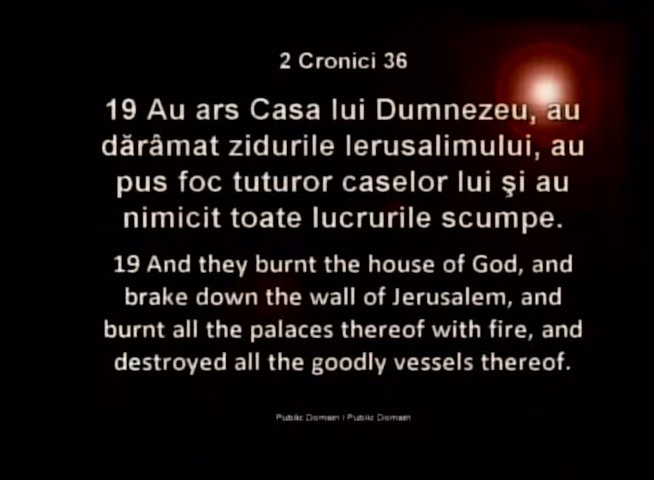 2 Cronici 36
19 Au ars Casa lui Dumnezeu, au
dărâmat zidurile Ierusalimului, au
pus foc tuturor caselor lui şi au
nimicit toate lucrurile scumpe.
19 And they burnt the house of God, and
brake down the wall of Jerusalem, and
burnt all the palaces thereof with fire, and
destroyed all the goodly vessels thereof.
Public Domain | Public Domain